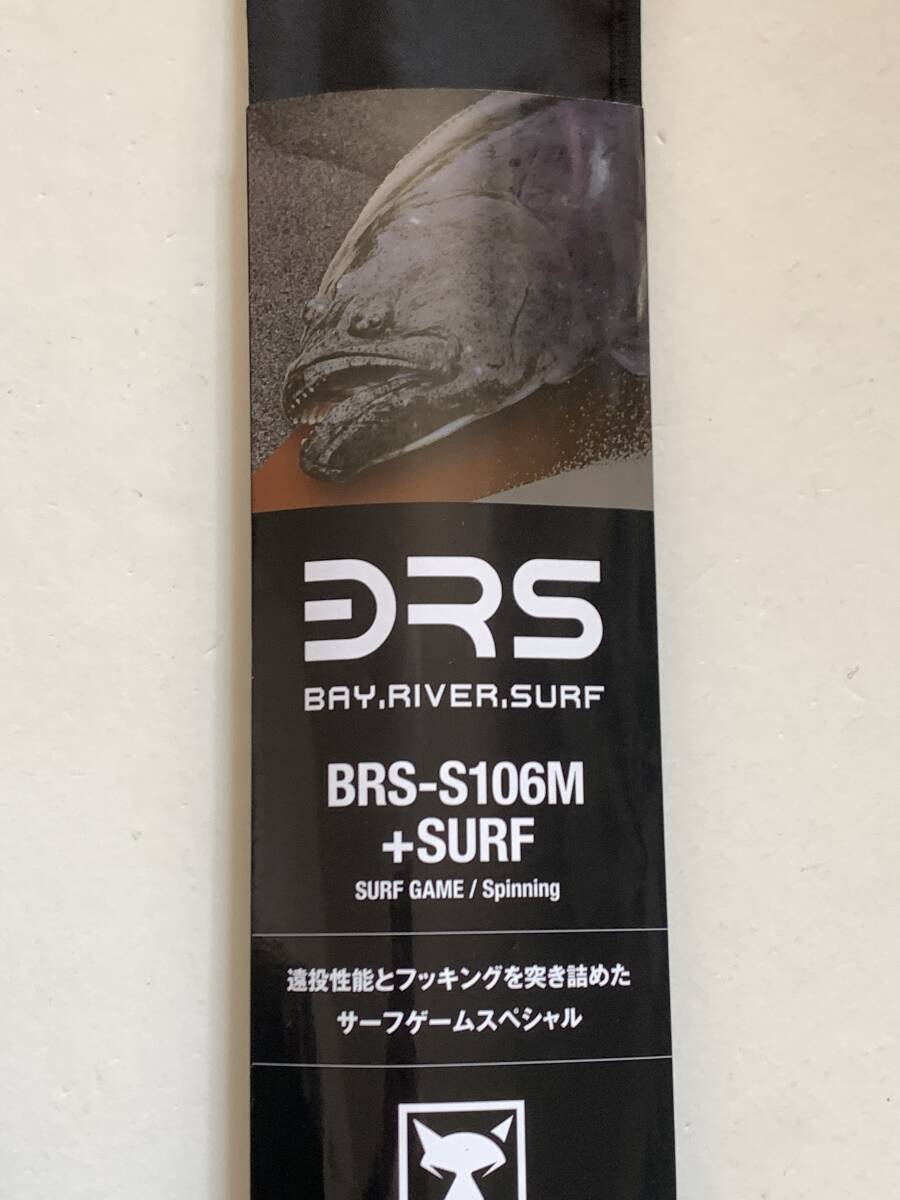 BRS
BAY.RIVER.SURF
BRS-S106M
+SURF
SURF GAME / Spinning
遠投性能とフッキングを突き詰めた
サーフゲームスペシャル